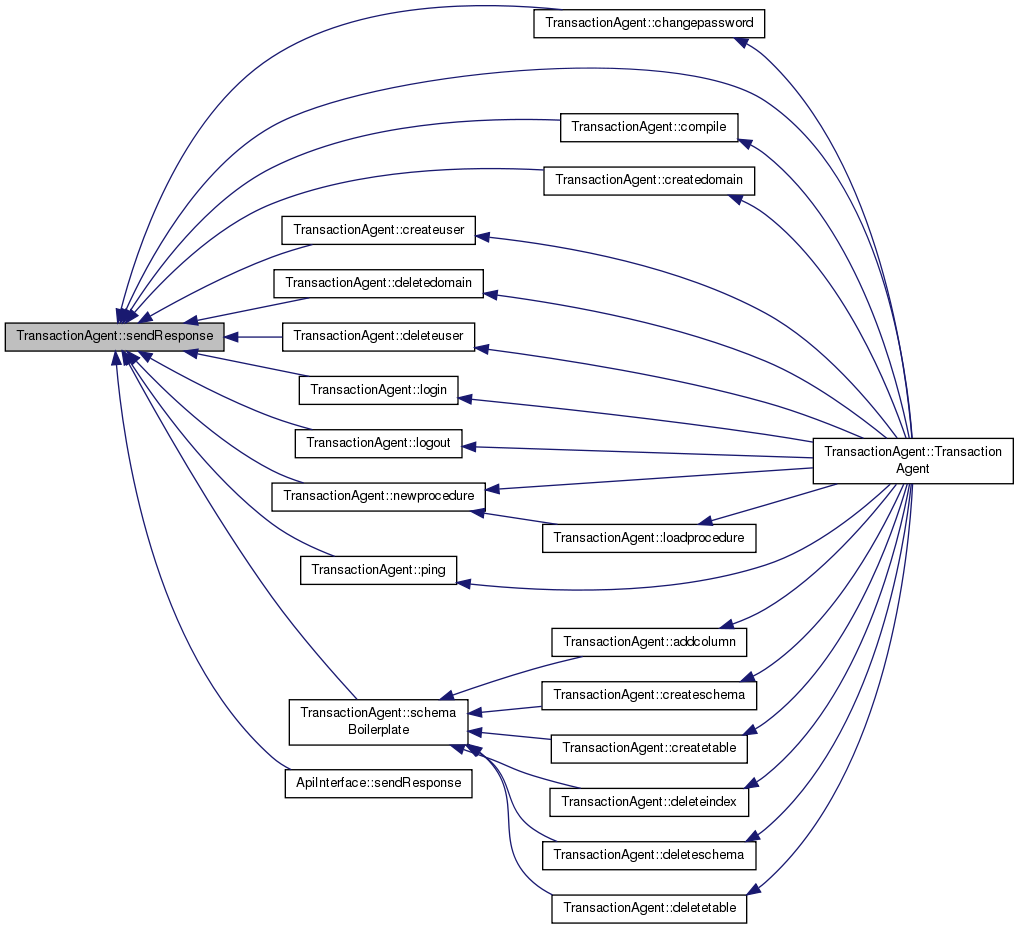 TransactionAgent::changepassword
TransactionAgent::compile
TransactionAgent::createdomain
TransactionAgent::createuser
TransactionAgent::deletedomain
TransactionAgent::sendResponse
TransactionAgent::deleteuser
TransactionAgent::login
TransactionAgent::logout
TransactionAgent::Transaction
Agent
TransactionAgent::newprocedure
TransactionAgent::loadprocedure
TransactionAgent::ping
TransactionAgent::addcolumn
TransactionAgent::createschema
TransactionAgent::schema
Boilerplate
TransactionAgent::createtable
ApiInterface::sendResponse
TransactionAgent::deleteindex
TransactionAgent::deleteschema
TransactionAgent::deletetable